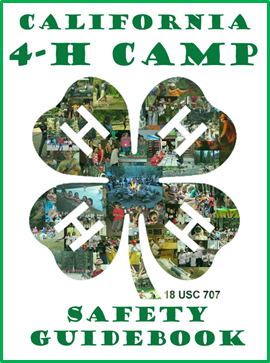 CALIFORNIA
4-H CAMP
H H
H H
18 USC 707
SAFETY
GUIDEBOOK